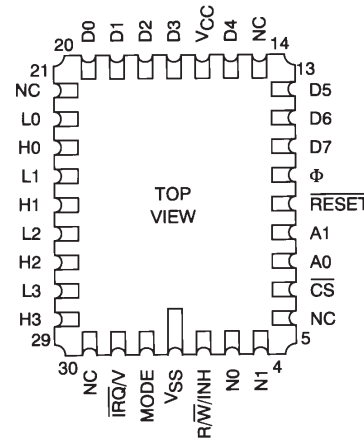 20 D0 D1 D2 D3 VCC D4 NC 14
21 13
NC D5
L0 D6
H0 D7
L1 Φ
H1 RESET
L2 A1
H2 A0
L3 CS
H3 NC
TOP
VIEW
29 5
30 NC IRQ/V MODE VSS R/W/INH N0 N1 4